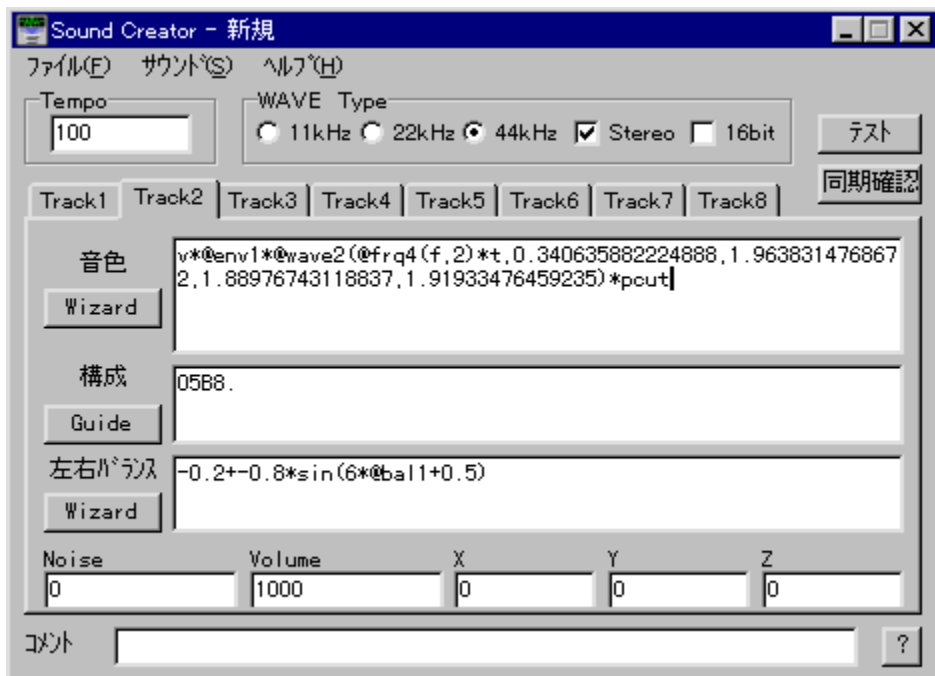 Sound Creator - 新規
ﾌｧｲﾙ(F) ｻｳﾝﾄﾞ(S) ﾍﾙﾌﾟ(H)
Tempo
100
WAVE Type
11kHz 22kHz 44kHz Stereo 16bit
ﾃｽﾄ
同期確認
Track1 Track2 Track3 Track4 Track5 Track6 Track7 Track8
音色
Wizard
v*@env1*@wave2(@frq4(f,2)*t,0.340635882224888,1.963831476867
2,1.88976743118837,1.91933476459235)*pcut
構成
Guide
O5B8.
左右ﾊﾞﾗﾝｽ
Wizard
-0.2+-0.8*sin(6*@bal1+0.5)
Noise Volume X Y Z
0 1000 0 0 0
ｺﾒﾝﾄ
?